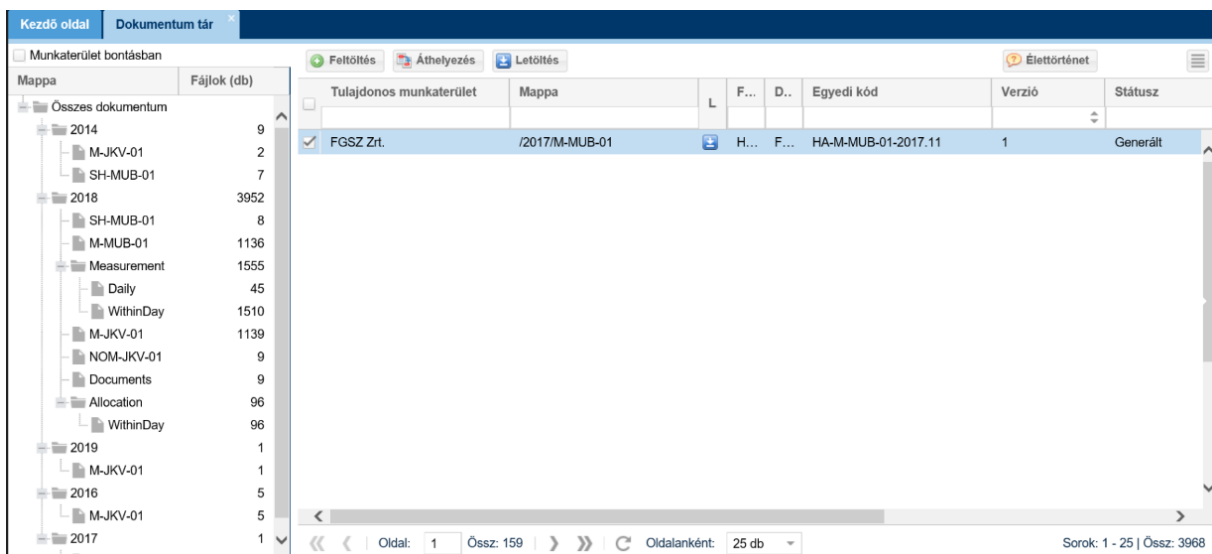 Kezdő oldal Dokumentum tár
Munkaterület bontásban
Feltöltés Áthelyezés Letöltés Élettörténet
Mappa Fájlok (db)
Tulajdonos munkaterület Mappa L F... D.. Egyedi kód Verzió Státusz
Összes dokumentum
2014 9
FGSZ Zrt. /2017/M-MUB-01 H... F... HA-M-MUB-01-2017.11 1 Generált
M-JKV-01 2
SH-MUB-01 7
2018 3952
SH-MUB-01 8
M-MUB-01 1136
Measurement 1555
Daily 45
WithinDay 1510
M-JKV-01 1139
NOM-JKV-01 9
Documents 9
Allocation 96
WithinDay 96
2019 1
M-JKV-01 1
2016 5
M-JKV-01 5
2017 1
Oldal: 1 Össz: 159 Oldalanként: 25 db Sorok: 1 - 25 | Össz: 3968